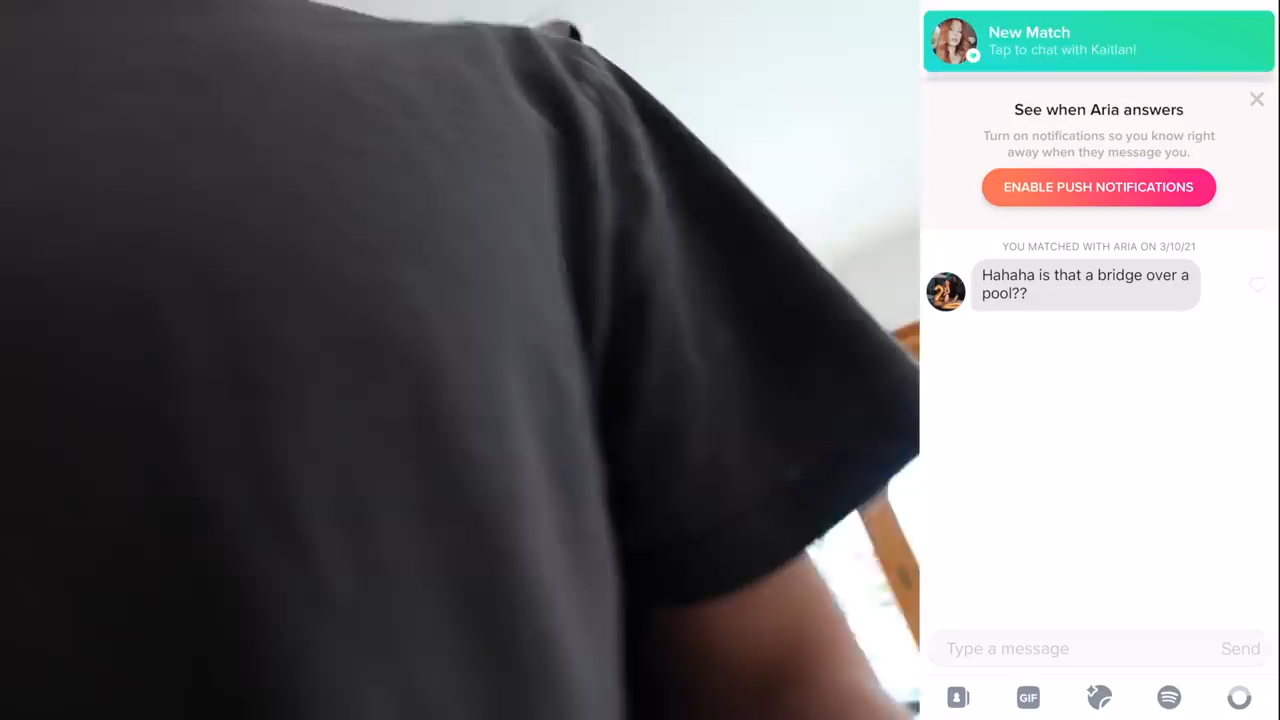 New Match
Tap to chat with Kaitlan!
See when Aria answers
Turn on notifications so you know right
away when they message you.
ENABLE PUSH NOTIFICATIONS
YOU MATCHED WITH ARIA ON 3/10/21
Hahaha is that a bridge over a
pool??
Type a message
Send
GIF